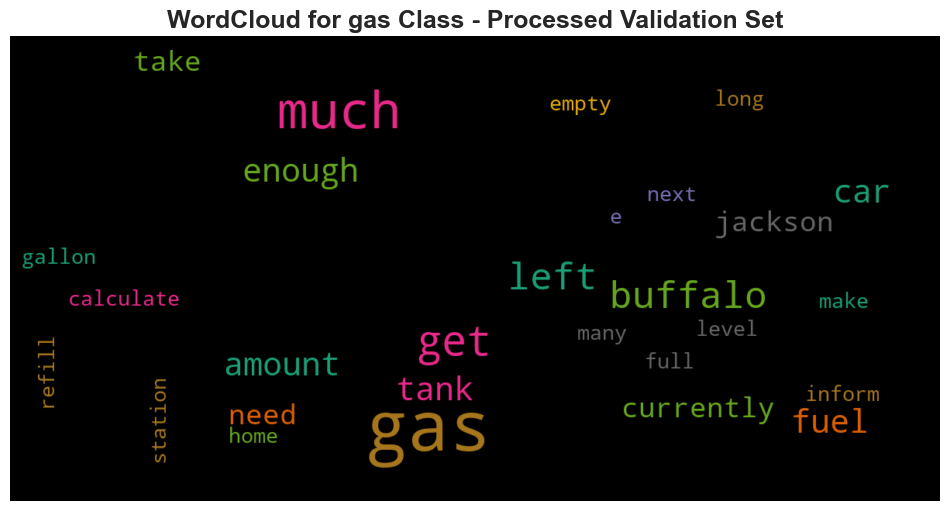 WordCloud for gas Class - Processed Validation Set
take
much
empty
long
enough
next
car
e
jackson
gallon
left
buffalo
calculate
make
many
level
get
full
refill
amount
tank
station
currently
inform
need
fuel
home
gas